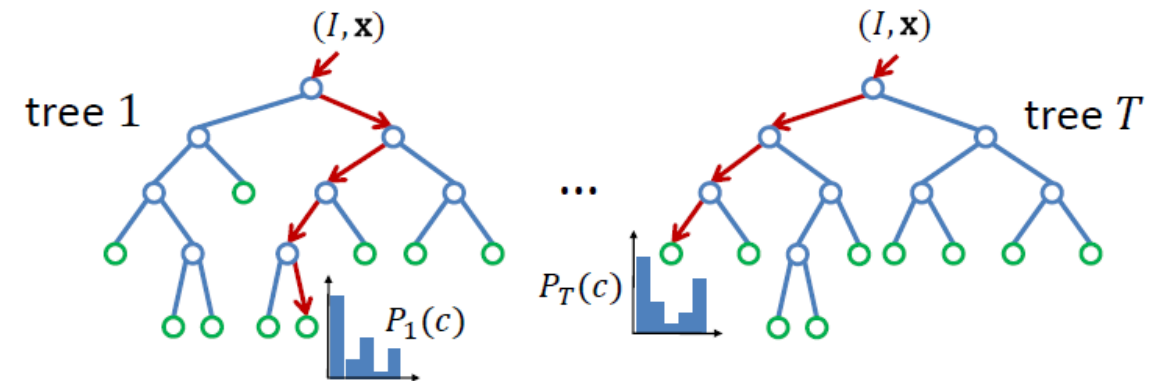 (I, x)
(I, x)
tree 1
tree T
...
P_T(c)
P_1(c)